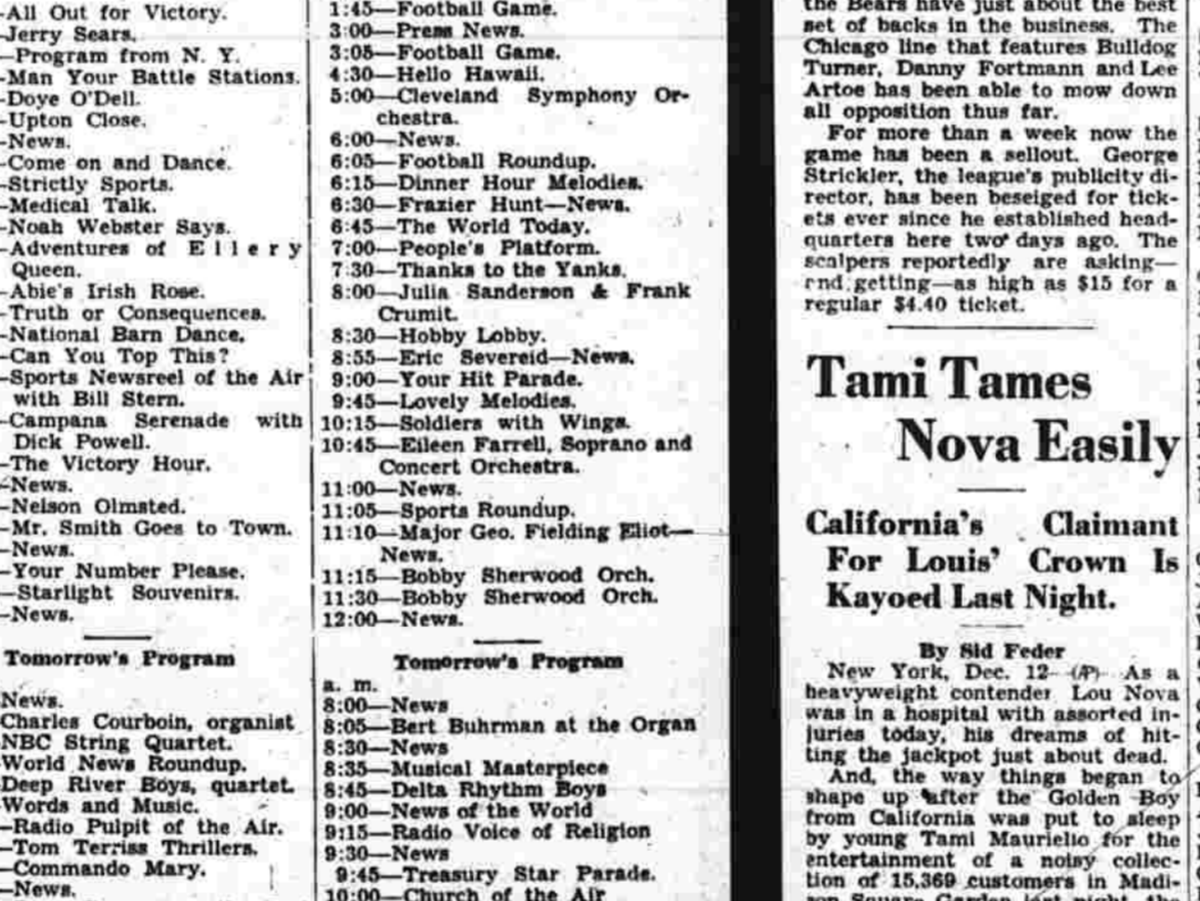 -All Out for Victory.
-Jerry Sears.
-Program from N. Y.
-Man Your Battle Stations.
-Doye O'Dell.
-Upton Close.
-News.
-Come on and Dance.
-Strictly Sports.
-Medical Talk.
-Noah Webster Says.
-Adventures of Ellery
Queen.
-Abie's Irish Rose.
-Truth or Consequences.
-National Barn Dance.
-Can You Top This?
-Sports Newsreel of the Air
with Bill Stern.
-Campana Serenade with
Dick Powell.
-The Victory Hour.
-News.
-Nelson Olmsted.
-Mr. Smith Goes to Town.
-News.
-Your Number Please.
-Starlight Souvenirs.
-News.
Tomorrow's Program
News.
Charles Courboin, organist
NBC String Quartet.
World News Roundup.
Deep River Boys, quartet.
Words and Music.
-Radio Pulpit of the Air.
-Tom Terriss Thrillers.
-Commando Mary.
-News.
1:45—Football Game.
3:00—Press News.
3:05—Football Game.
4:30—Hello Hawaii.
5:00—Cleveland Symphony Or-
chestra.
6:00—News.
6:05—Football Roundup.
6:15—Dinner Hour Melodies.
6:30—Frazier Hunt—News.
6:45—The World Today.
7:00—People's Platform.
7:30—Thanks to the Yanks.
8:00—Julia Sanderson & Frank
Crumit.
8:30—Hobby Lobby.
8:55—Eric Severeid—News.
9:00—Your Hit Parade.
9:45—Lovely Melodies.
10:15—Soldiers with Wings.
10:45—Eileen Farrell, Soprano and
Concert Orchestra.
11:00—News.
11:05—Sports Roundup.
11:10—Major Geo. Fielding Eliot—
News.
11:15—Bobby Sherwood Orch.
11:30—Bobby Sherwood Orch.
12:00—News.
Tomorrow's Program
a. m.
8:00—News
8:05—Bert Buhrman at the Organ
8:30—News
8:35—Musical Masterpiece
8:45—Delta Rhythm Boys
9:00—News of the World
9:15—Radio Voice of Religion
9:30—News
9:45—Treasury Star Parade.
10:00—Church of the Air
the Bears have just about the best
set of backs in the business. The
Chicago line that features Bulldog
Turner, Danny Fortmann and Lee
Artoe has been able to mow down
all opposition thus far.
For more than a week now the
game has been a sellout. George
Strickler, the league's publicity di-
rector, has been beseiged for tick-
ets ever since he established head-
quarters here two days ago. The
scalpers reportedly are asking—
end getting—as high as $15 for a
regular $4.40 ticket.
Tami Tames
Nova Easily
California's Claimant
For Louis' Crown Is
Kayoed Last Night.
By Sid Feder
New York, Dec. 12—(AP)—As a
heavyweight contender Lou Nova
was in a hospital with assorted in-
juries today, his dreams of hit-
ting the jackpot just about dead.
And, the way things began to
shape up after the Golden Boy
from California was put to sleep
by young Tami Mauriello for the
entertainment of a noisy collec-
tion of 15,369 customers in Madi-
son Square Garden last night, the